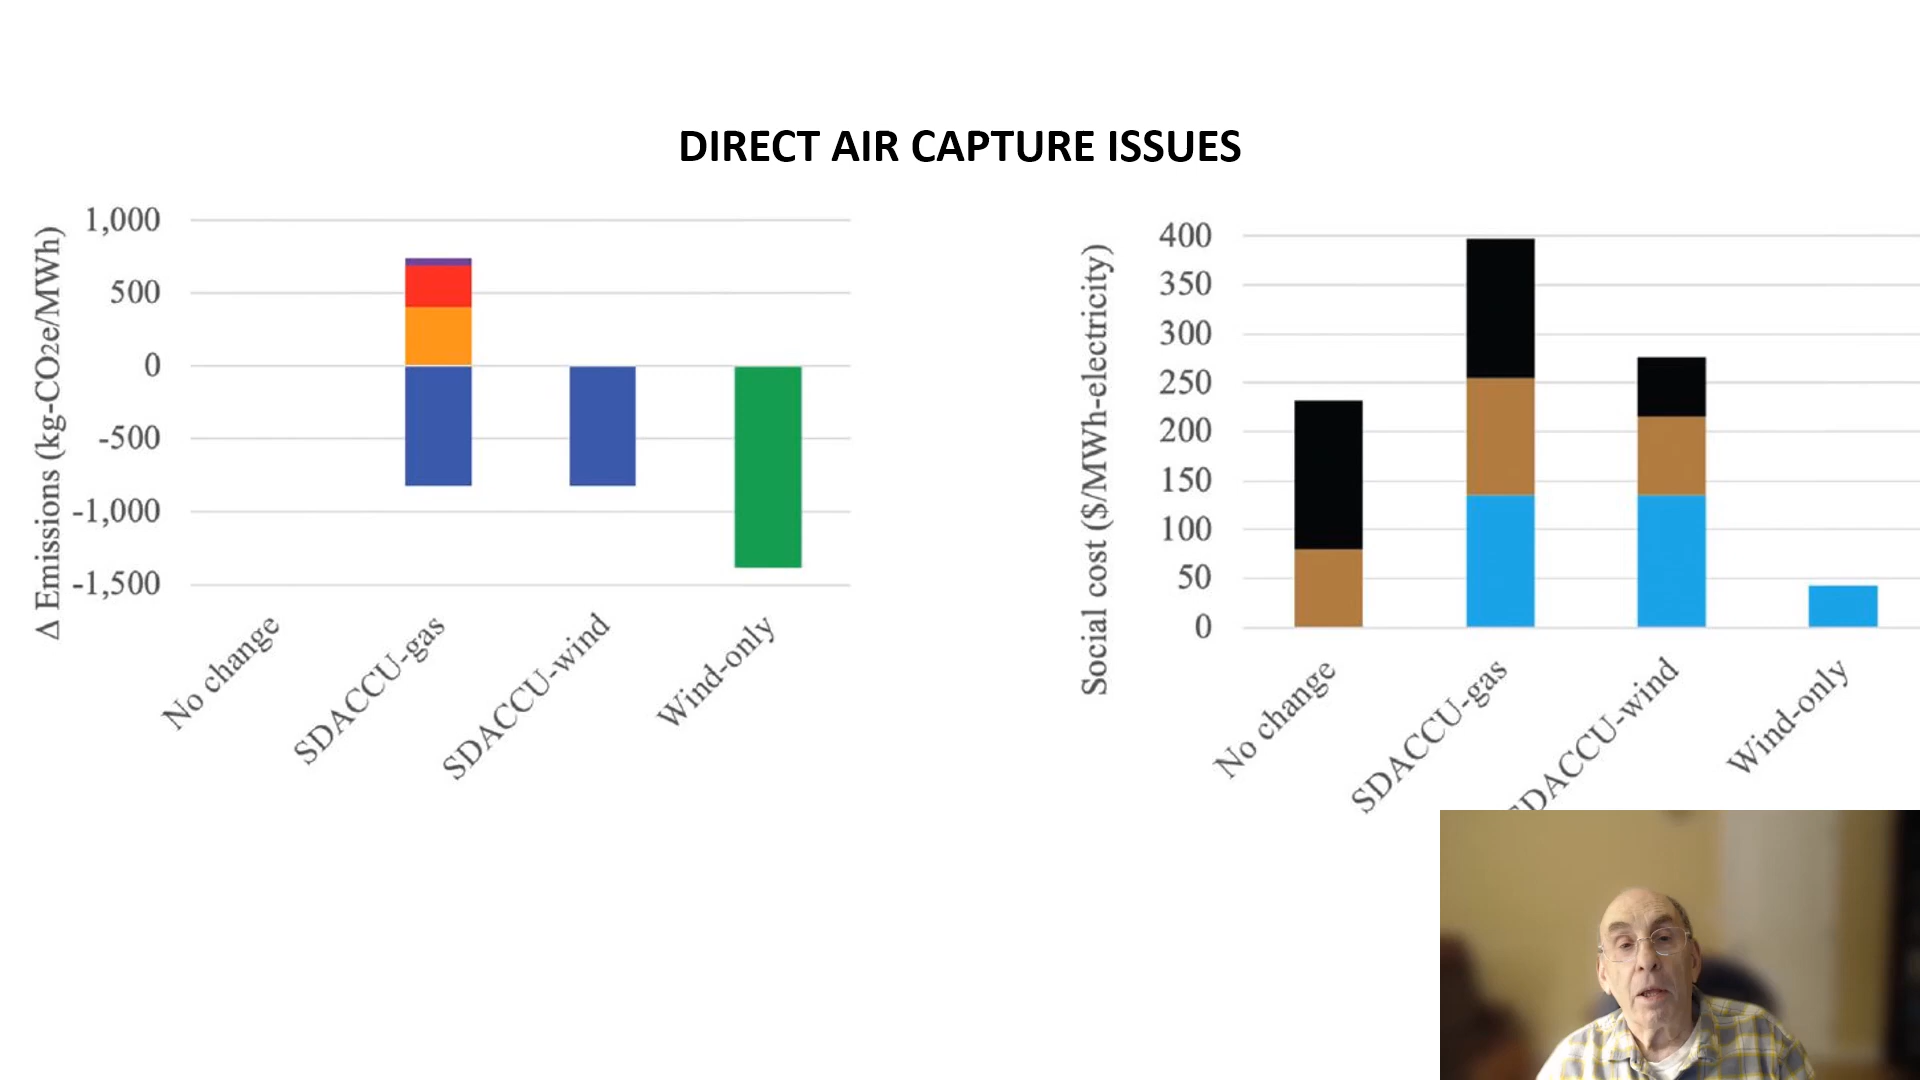 DIRECT AIR CAPTURE ISSUES
Δ Emissions (kg-CO2e/MWh)
1,000
500
0
-500
-1,000
-1,500
No change
SDACCU-gas
SDACCU-wind
Wind-only
Social cost ($/MWh-electricity)
400
350
300
250
200
150
100
50
0
No change
SDACCU-gas
SDACCU-wind
Wind-only